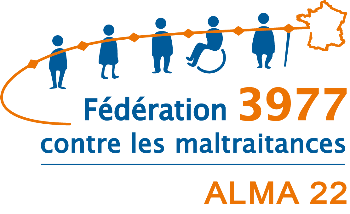 Fédération 3977
contre les maltraitances
ALMA 22